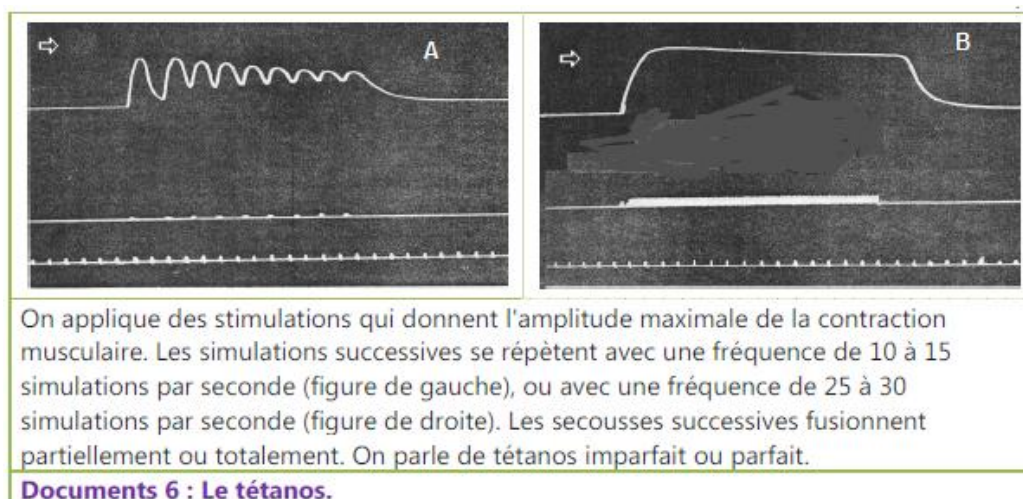 A
B
On applique des stimulations qui donnent l'amplitude maximale de la contraction
musculaire. Les simulations successives se répètent avec une fréquence de 10 à 15
simulations par seconde (figure de gauche), ou avec une fréquence de 25 à 30
simulations par seconde (figure de droite). Les secousses successives fusionnent
partiellement ou totalement. On parle de tétanos imparfait ou parfait.
Documents 6 : Le tétanos.